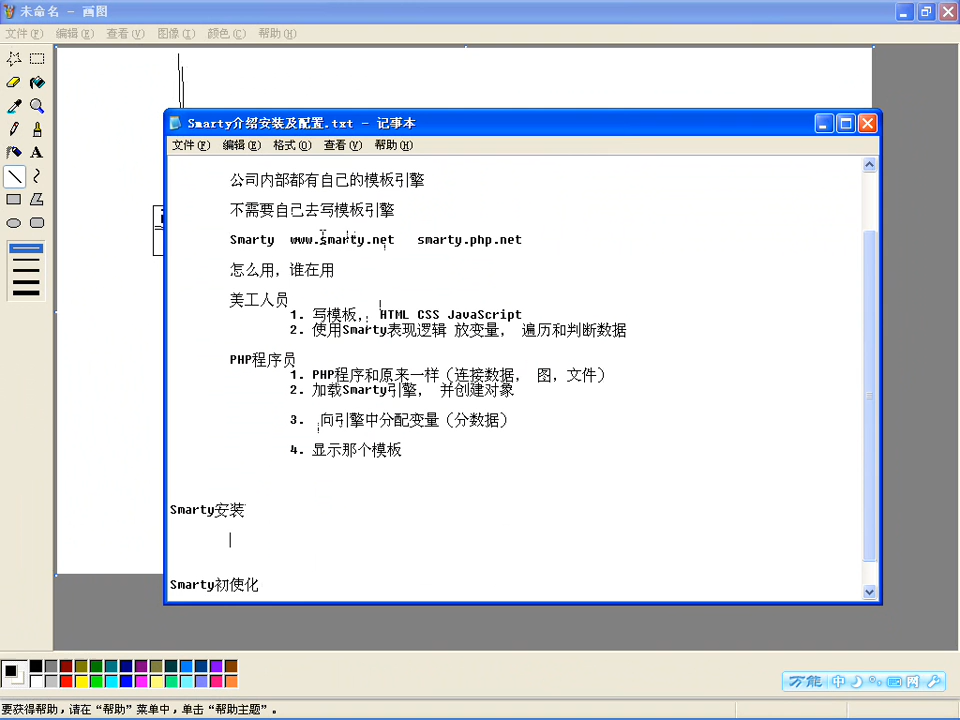 未命名 - 画图
文件(F) 编辑(E) 查看(V) 图像(I) 颜色(C) 帮助(H)
Smarty介绍安装及配置.txt - 记事本
文件(F) 编辑(E) 格式(O) 查看(V) 帮助(H)
公司内部都有自己的模板引擎
不需要自己去写模板引擎
Smarty www.smarty.net smarty.php.net
怎么用，谁在用
美工人员
1. 写模板， HTML CSS JavaScript
2. 使用Smarty表现逻辑 放变量， 遍历和判断数据
PHP程序员
1. PHP程序和原来一样（连接数据， 图，文件）
2. 加载Smarty引擎， 并创建对象
3. 向引擎中分配变量（分数据）
4. 显示那个模板
Smarty安装
Smarty初使化
万能 中 网
要获得帮助，请在“帮助”菜单中，单击“帮助主题”。